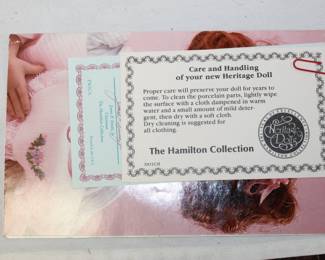 Care and Handling
of your new Heritage Doll
Proper care will preserve your doll for years to
come. To clean the porcelain parts, lightly wipe
the surface with a cloth dampened in warm
water and a small amount of mild deter-
gent, then dry with a soft cloth.
Dry cleaning is suggested for
all clothing.
The Hamilton Collection
Heritage
Dolls